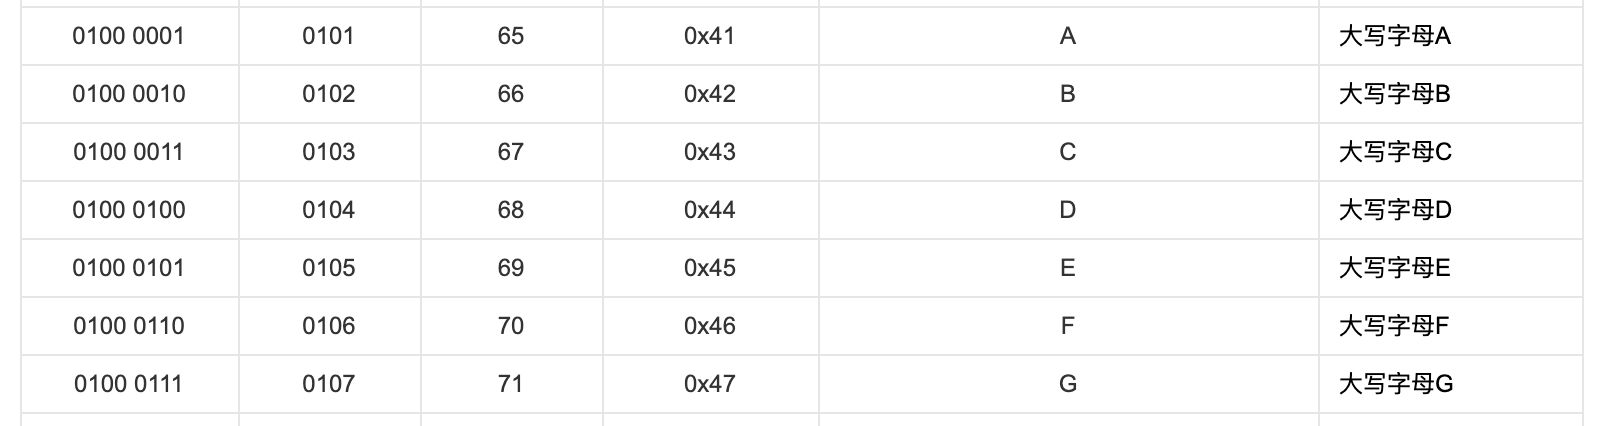 0100 0001 0101 65 0x41 A 大写字母A
0100 0010 0102 66 0x42 B 大写字母B
0100 0011 0103 67 0x43 C 大写字母C
0100 0100 0104 68 0x44 D 大写字母D
0100 0101 0105 69 0x45 E 大写字母E
0100 0110 0106 70 0x46 F 大写字母F
0100 0111 0107 71 0x47 G 大写字母G